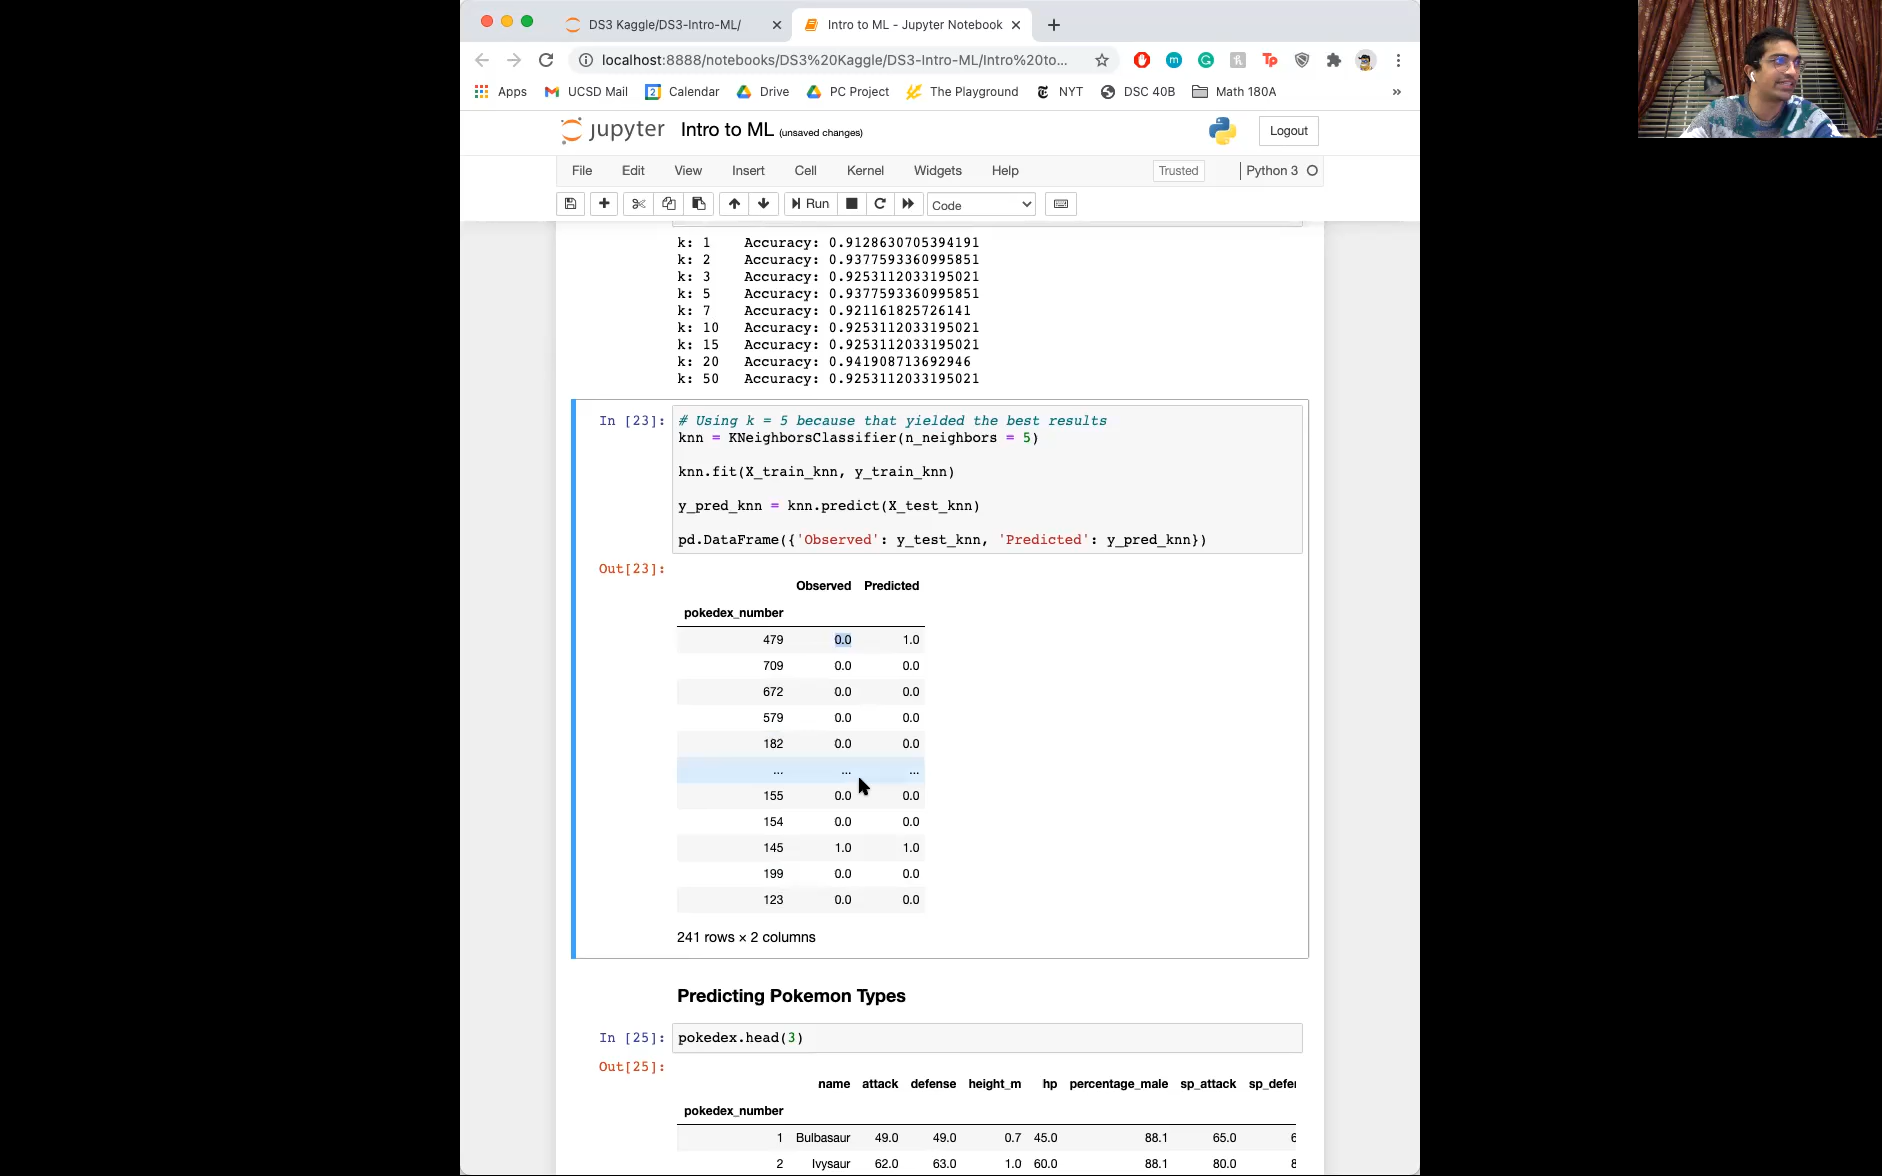 DS3 Kaggle/DS3-Intro-ML/
Intro to ML - Jupyter Notebook
localhost:8888/notebooks/DS3%20Kaggle/DS3-Intro-ML/Intro%20to...
Apps UCSD Mail 2 Calendar Drive PC Project The Playground NYT DSC 40B Math 180A »
jupyter Intro to ML (unsaved changes) Logout
File Edit View Insert Cell Kernel Widgets Help Trusted Python 3
Run Code
k: 1 Accuracy: 0.9128630705394191
k: 2 Accuracy: 0.9377593360995851
k: 3 Accuracy: 0.9253112033195021
k: 5 Accuracy: 0.9377593360995851
k: 7 Accuracy: 0.921161825726141
k: 10 Accuracy: 0.9253112033195021
k: 15 Accuracy: 0.9253112033195021
k: 20 Accuracy: 0.941908713692946
k: 50 Accuracy: 0.9253112033195021
In [23]: # Using k = 5 because that yielded the best results
knn = KNeighborsClassifier(n_neighbors = 5)
knn.fit(X_train_knn, y_train_knn)
y_pred_knn = knn.predict(X_test_knn)
pd.DataFrame({'Observed': y_test_knn, 'Predicted': y_pred_knn})
Out[23]:
Observed Predicted
pokedex_number
479 0.0 1.0
709 0.0 0.0
672 0.0 0.0
579 0.0 0.0
182 0.0 0.0
... ... ...
155 0.0 0.0
154 0.0 0.0
145 1.0 1.0
199 0.0 0.0
123 0.0 0.0
241 rows × 2 columns
Predicting Pokemon Types
In [25]: pokedex.head(3)
Out[25]:
name attack defense height_m hp percentage_male sp_attack sp_defen
pokedex_number
1 Bulbasaur 49.0 49.0 0.7 45.0 88.1 65.0 6
2 Ivysaur 62.0 63.0 1.0 60.0 88.1 80.0 8